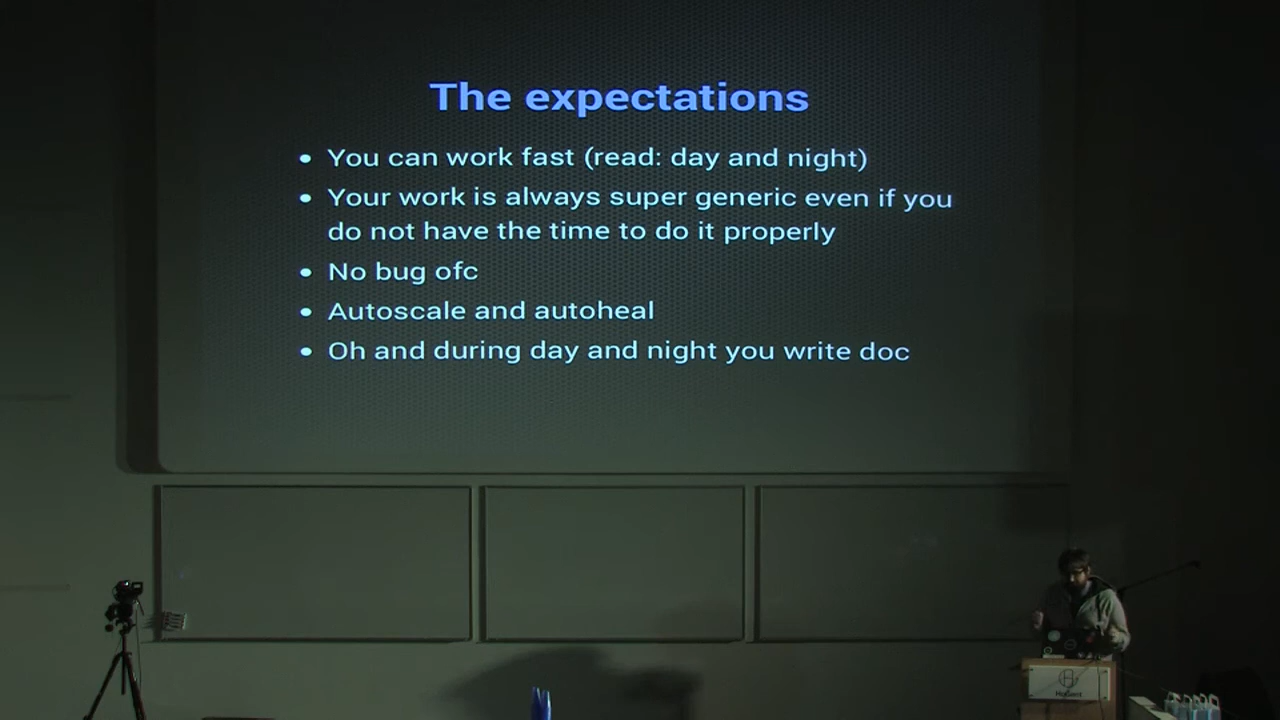 The expectations
• You can work fast (read: day and night)
• Your work is always super generic even if you
do not have the time to do it properly
• No bug ofc
• Autoscale and autoheal
• Oh and during day and night you write doc
HoGent